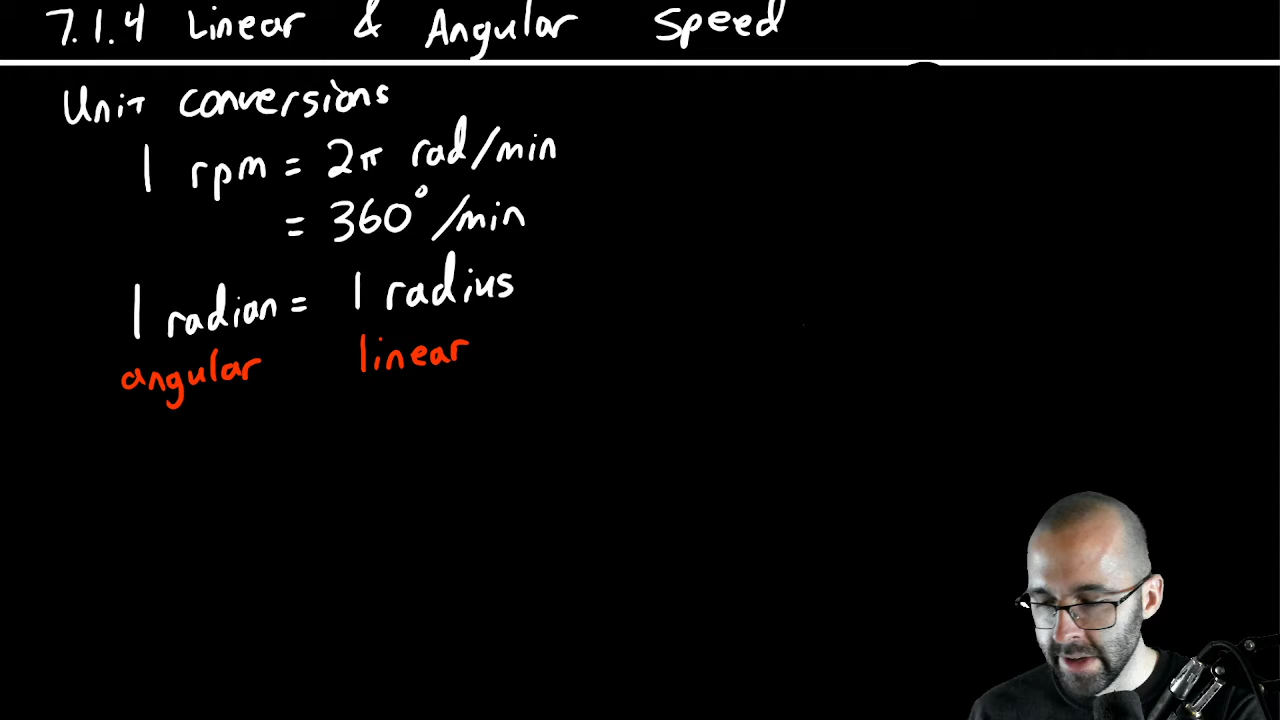 7.1.4 Linear & Angular Speed
Unit conversions
1 rpm = 2π rad/min
= 360°/min
1 radian = 1 radius
angular linear